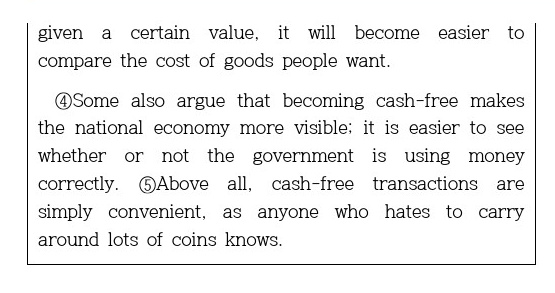 given a certain value, it will become easier to
compare the cost of goods people want.
④Some also argue that becoming cash-free makes
the national economy more visible; it is easier to see
whether or not the government is using money
correctly. ⑤Above all, cash-free transactions are
simply convenient, as anyone who hates to carry
around lots of coins knows.